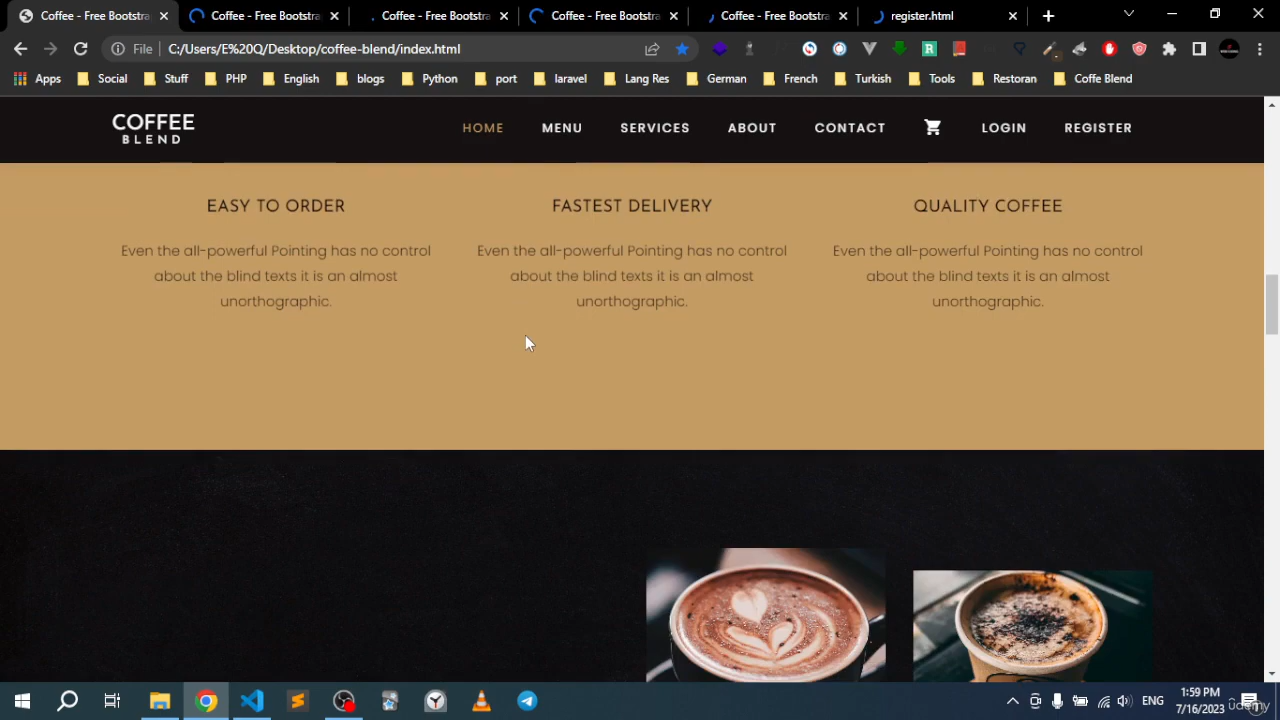 Coffee - Free Bootstra
Coffee - Free Bootstra
Coffee - Free Bootstra
Coffee - Free Bootstra
Coffee - Free Bootstra
register.html
File
C:/Users/E%20Q/Desktop/coffee-blend/index.html
Apps
Social
Stuff
PHP
English
blogs
Python
port
laravel
Lang Res
German
French
Turkish
Tools
Restoran
Coffe Blend
COFFEE
BLEND
HOME
MENU
SERVICES
ABOUT
CONTACT
LOGIN
REGISTER
EASY TO ORDER
Even the all-powerful Pointing has no control
about the blind texts it is an almost
unorthographic.
FASTEST DELIVERY
Even the all-powerful Pointing has no control
about the blind texts it is an almost
unorthographic.
QUALITY COFFEE
Even the all-powerful Pointing has no control
about the blind texts it is an almost
unorthographic.
ENG
1:59 PM
7/16/2023
udemy